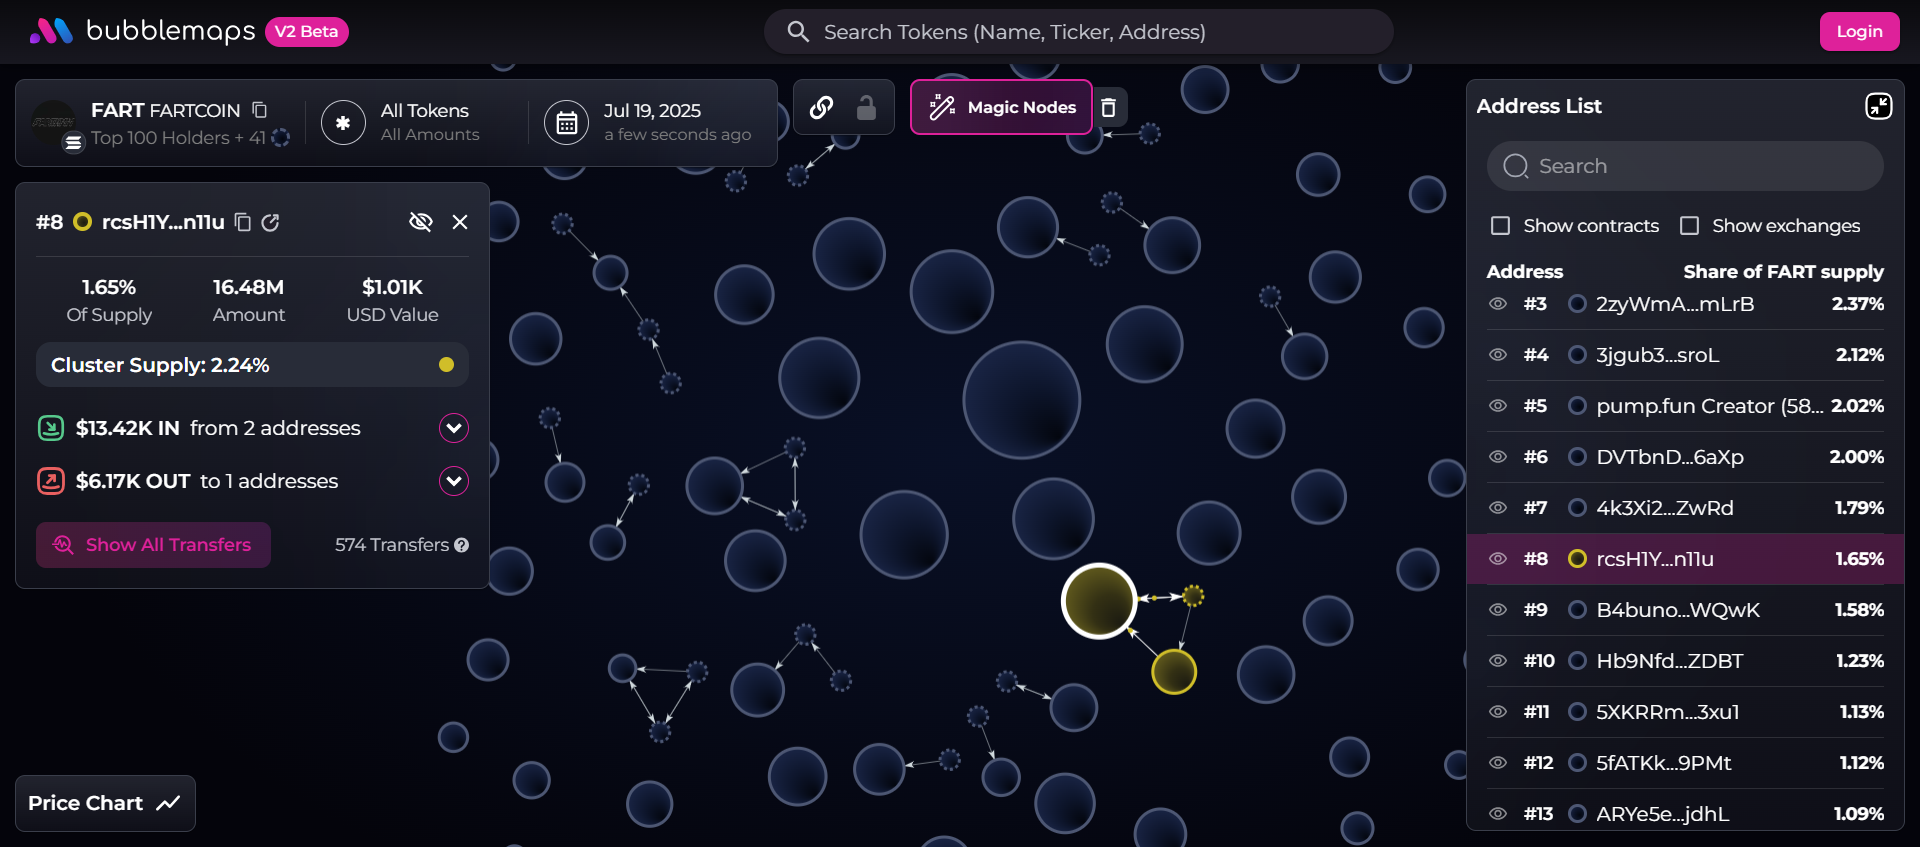 bubblemaps V2 Beta
Search Tokens (Name, Ticker, Address)
Login
FART FARTCOIN
Top 100 Holders + 41
All Tokens
All Amounts
Jul 19, 2025
a few seconds ago
Magic Nodes
#8 rcsH1Y...n11u
1.65% 16.48M $1.01K
Of Supply Amount USD Value
Cluster Supply: 2.24%
$13.42K IN from 2 addresses
$6.17K OUT to 1 addresses
Show All Transfers 574 Transfers
Price Chart
Address List
Search
Show contracts Show exchanges
Address Share of FART supply
#3 2zyWmA...mLrB 2.37%
#4 3jgub3...sroL 2.12%
#5 pump.fun Creator (58... 2.02%
#6 DVTbnD...6aXp 2.00%
#7 4k3Xi2...ZwRd 1.79%
#8 rcsH1Y...n11u 1.65%
#9 B4buno...WQwK 1.58%
#10 Hb9Nfd...ZDBT 1.23%
#11 5XKRRm...3xu1 1.13%
#12 5fATKk...9PMt 1.12%
#13 ARYe5e...jdhL 1.09%